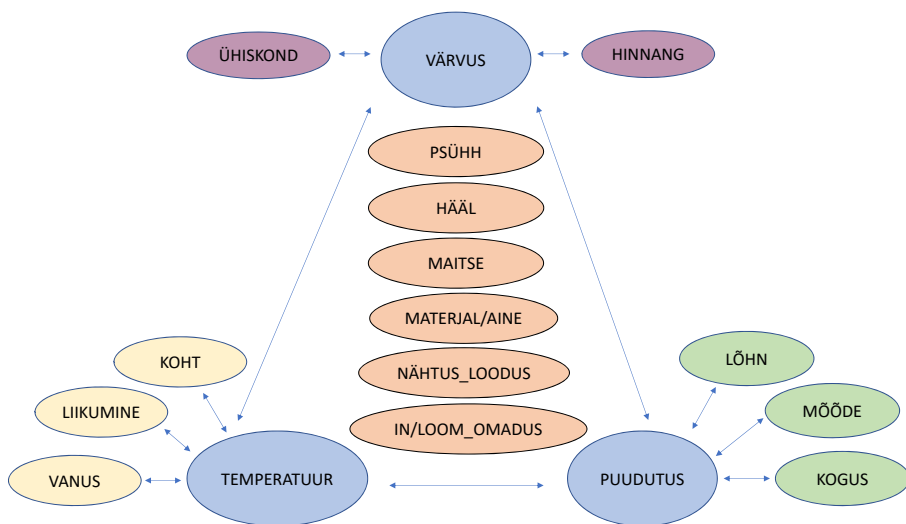 ÜHISKOND
VÄRVUS
HINNANG
PSÜHH
HÄÄL
MAITSE
MATERJAL/AINE
NÄHTUS_LOODUS
IN/LOOM_OMADUS
KOHT
LIIKUMINE
VANUS
TEMPERATUUR
LÕHN
MÕÕDE
KOGUS
PUUDUTUS